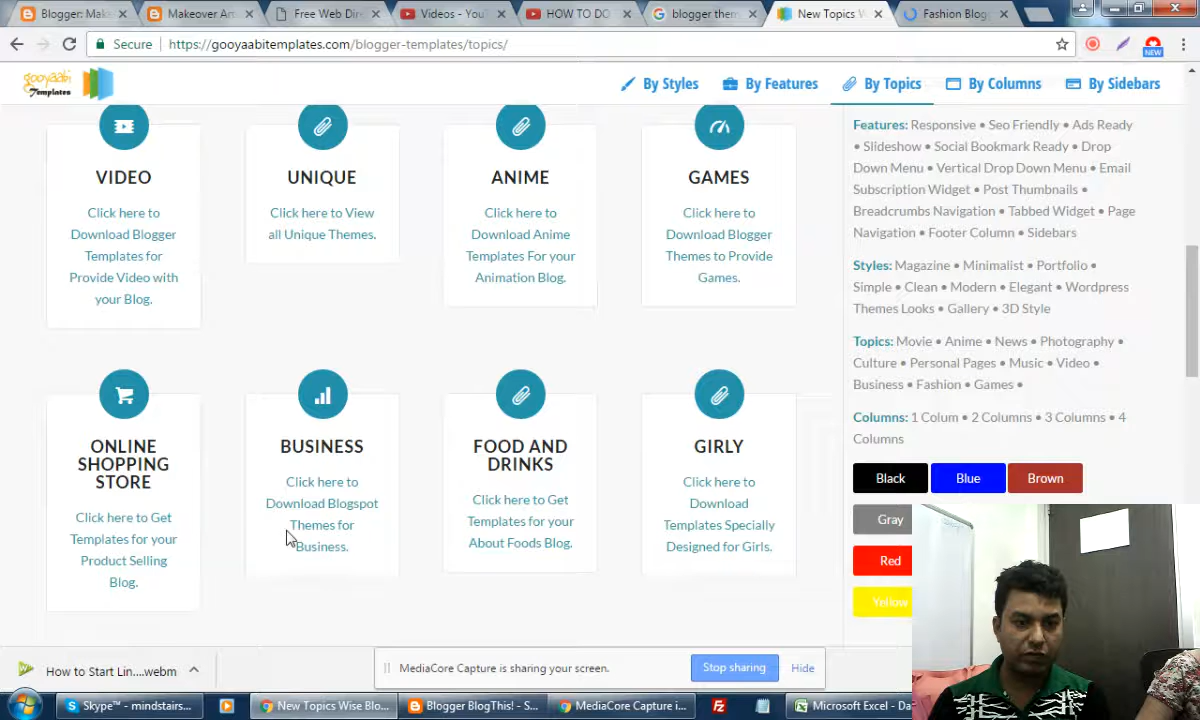 Blogger: Mak
Makeover Ar
Free Web Dir
Videos - You
HOW TO DO
blogger them
New Topics W
Fashion Blog
Secure
https://gooyaabitemplates.com/blogger-templates/topics/
NEW
gooyaabi
Templates
By Styles
By Features
By Topics
By Columns
By Sidebars
VIDEO
Click here to
Download Blogger
Templates for
Provide Video with
your Blog.
UNIQUE
Click here to View
all Unique Themes.
ANIME
Click here to
Download Anime
Templates For your
Animation Blog.
GAMES
Click here to
Download Blogger
Themes to Provide
Games.
ONLINE
SHOPPING
STORE
Click here to Get
Templates for your
Product Selling
Blog.
BUSINESS
Click here to
Download Blogspot
Themes for
Business.
FOOD AND
DRINKS
Click here to Get
Templates for your
About Foods Blog.
GIRLY
Click here to
Download
Templates Specially
Designed for Girls.
Features: Responsive • Seo Friendly • Ads Ready
• Slideshow • Social Bookmark Ready • Drop
Down Menu • Vertical Drop Down Menu • Email
Subscription Widget • Post Thumbnails •
Breadcrumbs Navigation • Tabbed Widget • Page
Navigation • Footer Column • Sidebars
Styles: Magazine • Minimalist • Portfolio •
Simple • Clean • Modern • Elegant • Wordpress
Themes Looks • Gallery • 3D Style
Topics: Movie • Anime • News • Photography •
Culture • Personal Pages • Music • Video •
Business • Fashion • Games •
Columns: 1 Colum • 2 Columns • 3 Columns • 4
Columns
Black
Blue
Brown
Gray
Red
Yellow
How to Start Lin....webm
MediaCore Capture is sharing your screen.
Stop sharing
Hide
Skype™ - mindstairs...
New Topics Wise Blo...
Blogger BlogThis! - S...
MediaCore Capture i...
Microsoft Excel - Da